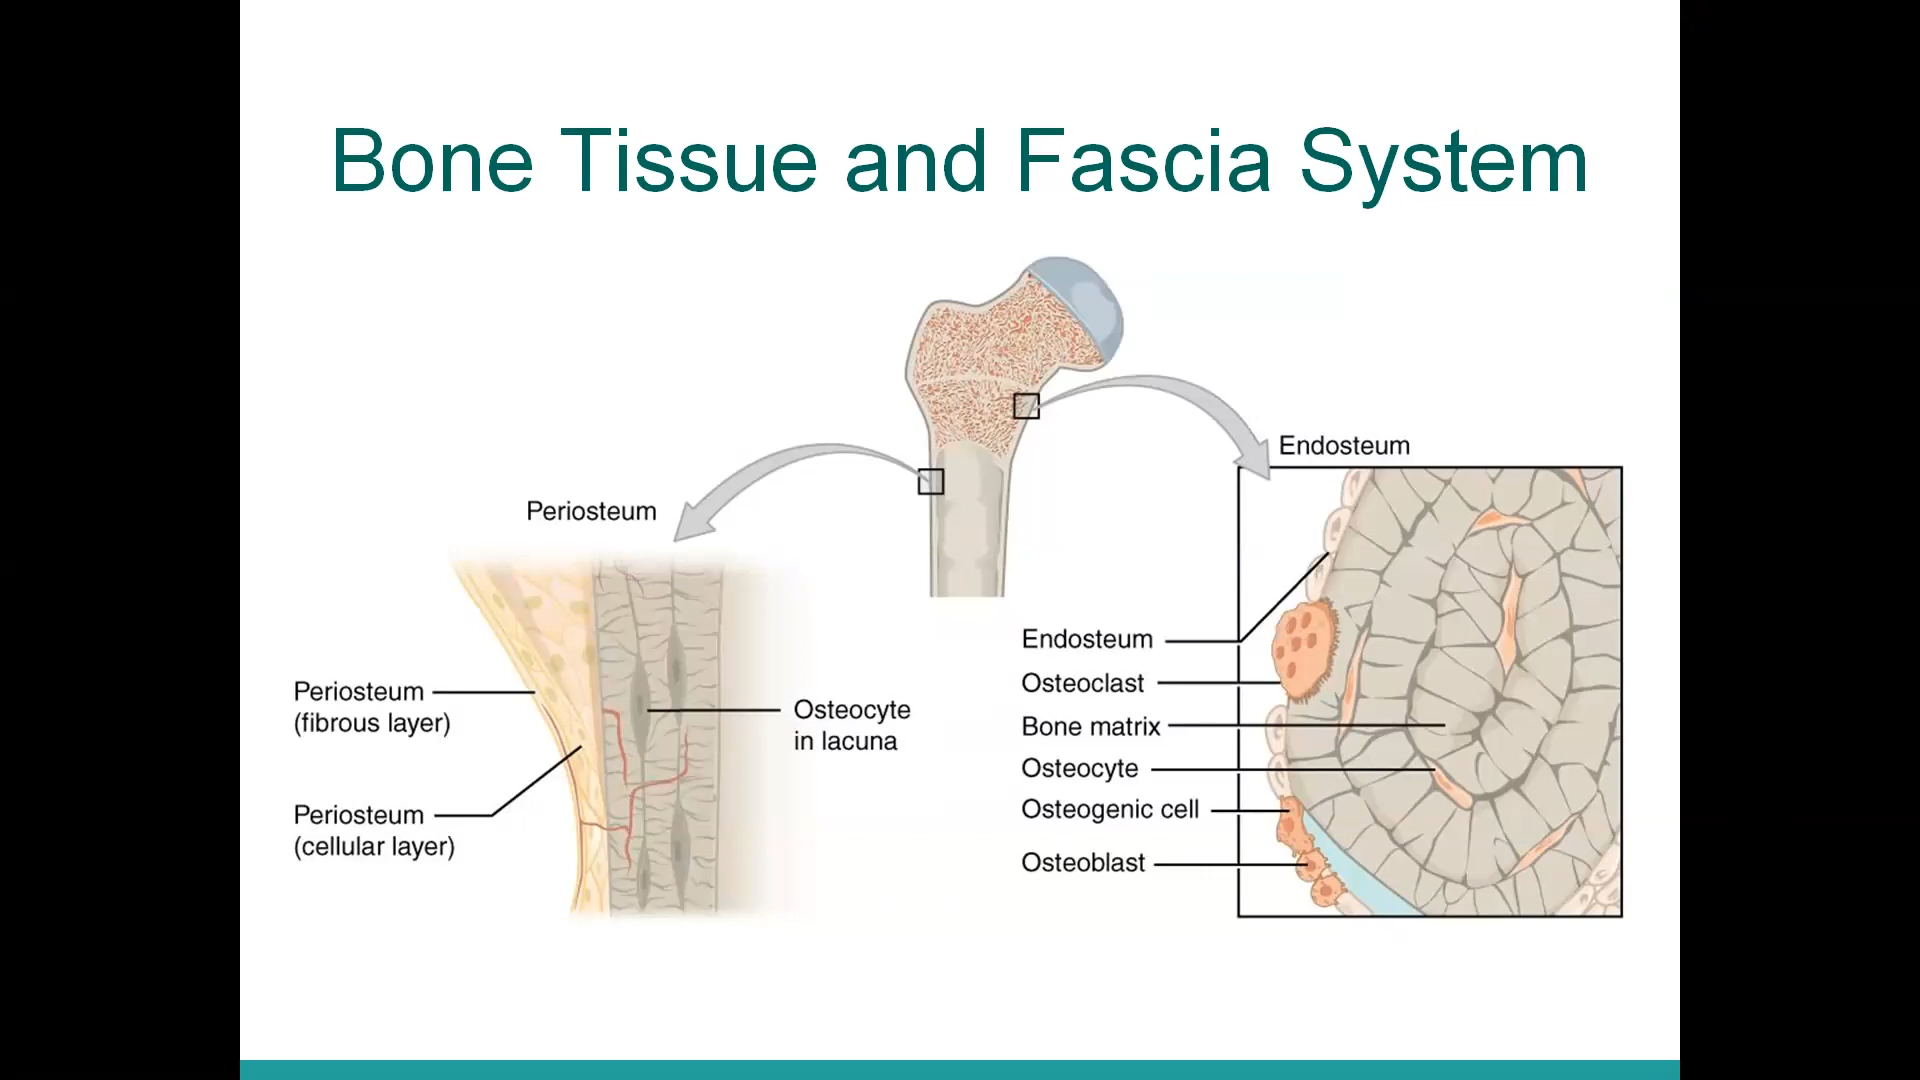 Bone Tissue and Fascia System
Periosteum
Periosteum
(fibrous layer)
Periosteum
(cellular layer)
Osteocyte
in lacuna
Endosteum
Endosteum
Osteoclast
Bone matrix
Osteocyte
Osteogenic cell
Osteoblast